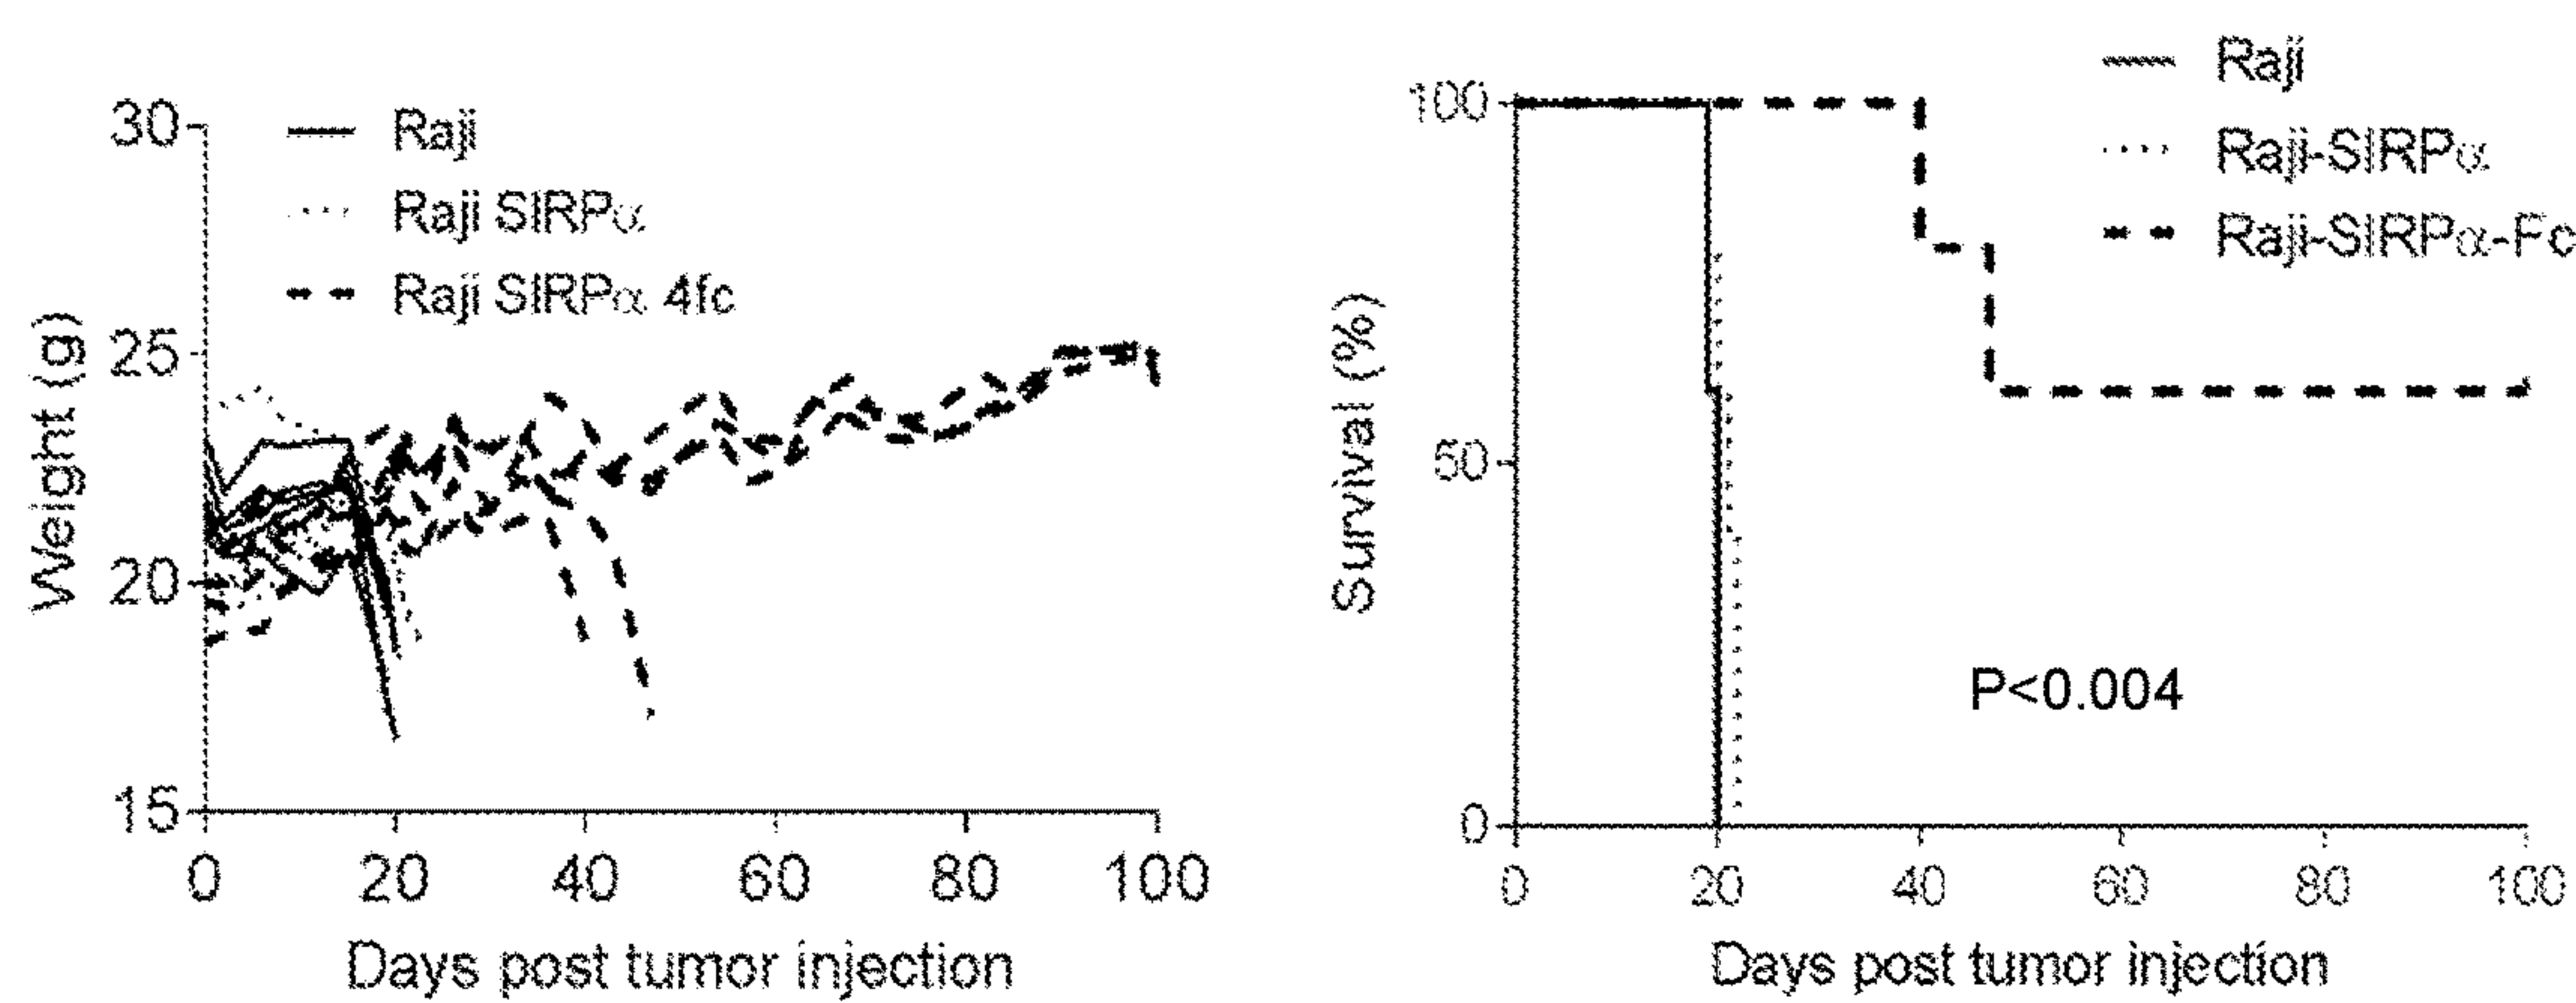 30
25
20
15
Weight (g)
Raji
Raji SIRPα
Raji SIRPα 4fc
0 20 40 60 80 100
Days post tumor injection
100
50
0
Survival (%)
Raji
Raji-SIRPα
Raji-SIRPα-Fc
P<0.004
0 20 40 60 80 100
Days post tumor injection